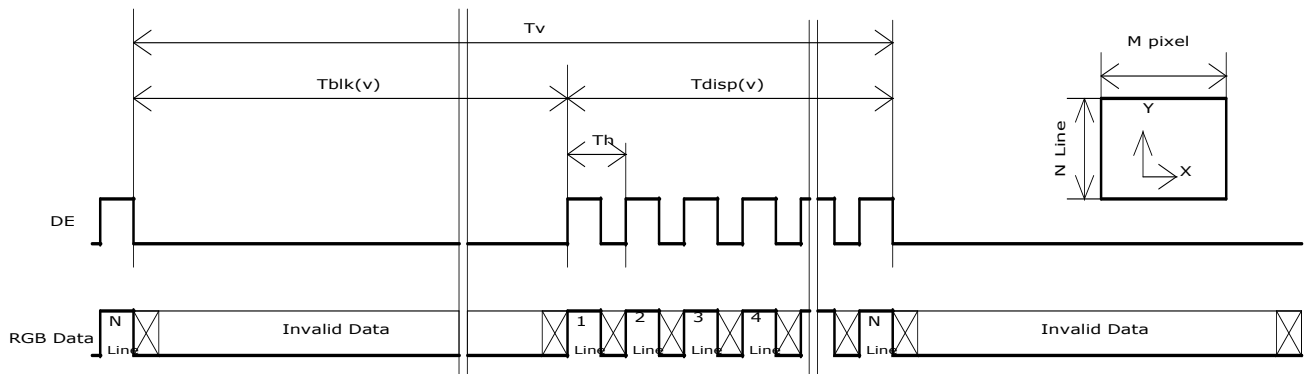 Tv
M pixel
Tblk(v)
Tdisp(v)
Y
N Line
Th
X
DE
N
1
2
3
4
N
RGB Data
Line
Invalid Data
Line
Line
Line
Line
Line
Invalid Data